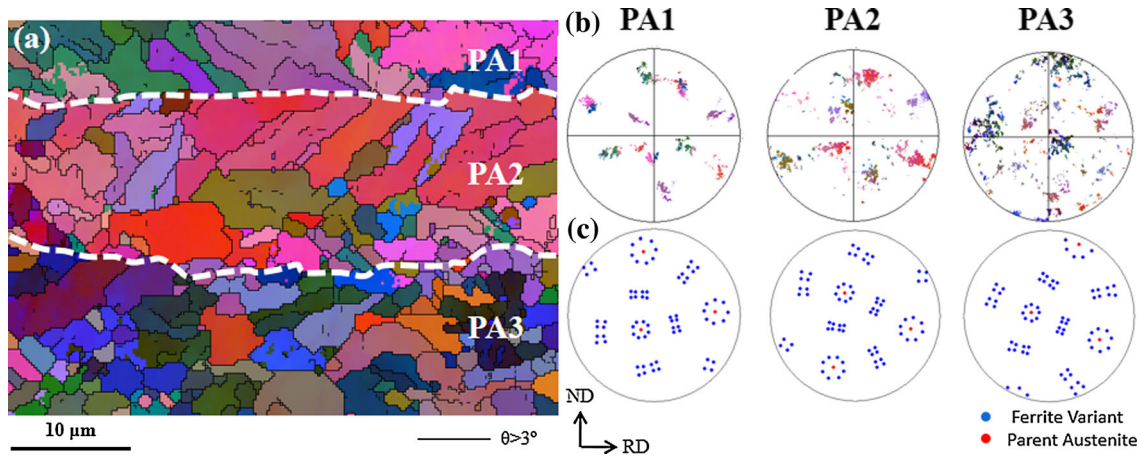 (a)
PA1
PA2
PA3
10 µm
θ>3°
(b)
PA1 PA2 PA3
(c)
ND
RD
Ferrite Variant
Parent Austenite